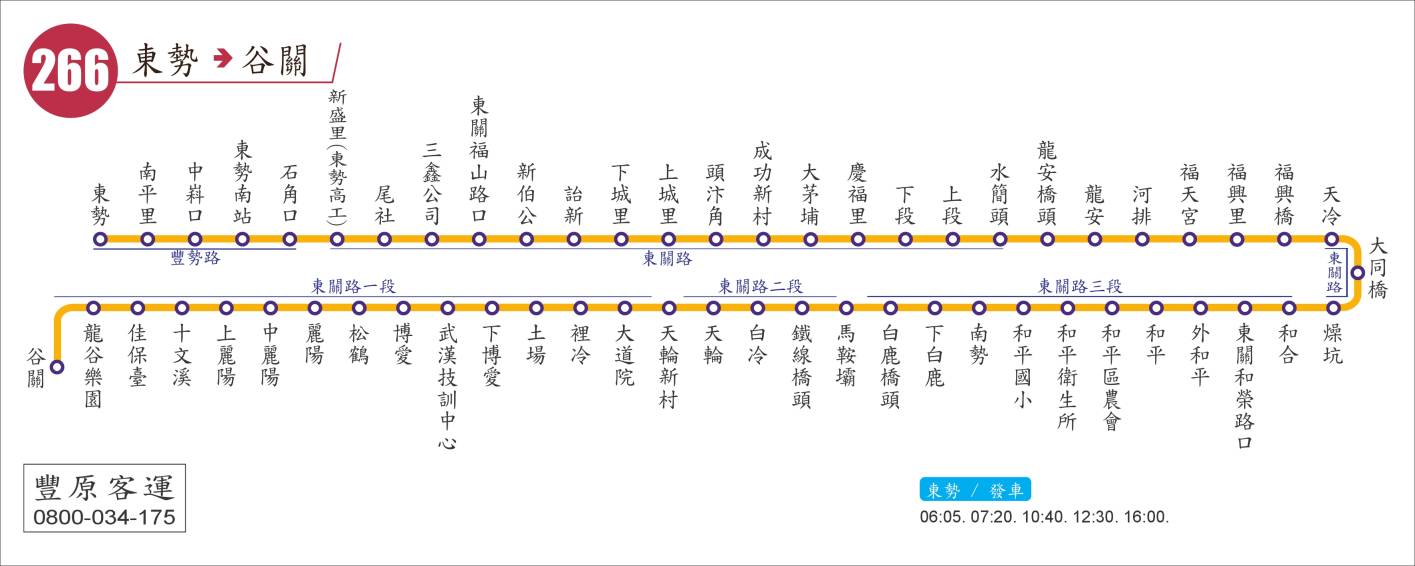 266 東勢➔谷關
東勢
南平里
中嵙口
東勢南站
石角口
新盛里(東勢高工)
尾社
三鑫公司
東關福山路口
新伯公
詒新
下城里
上城里
頭汴角
成功新村
大茅埔
慶福里
下段
上段
水簡頭
龍安橋頭
龍安
河排
福天宮
福興里
福興橋
天冷
大同橋
豐勢路
東關路
東關路
東關路三段
東關路二段
東關路一段
燥坑
和合
東關和榮路口
外和平
和平
和平區農會
和平衛生所
和平國小
南勢
下白鹿
白鹿橋頭
馬鞍壩
鐵線橋頭
白冷
天輪
天輪新村
大道院
裡冷
土場
下博愛
武漢技訓中心
博愛
松鶴
麗陽
中麗陽
上麗陽
十文溪
佳保臺
龍谷樂園
谷關
豐原客運
0800-034-175
東勢 / 發車
06:05. 07:20. 10:40. 12:30. 16:00.